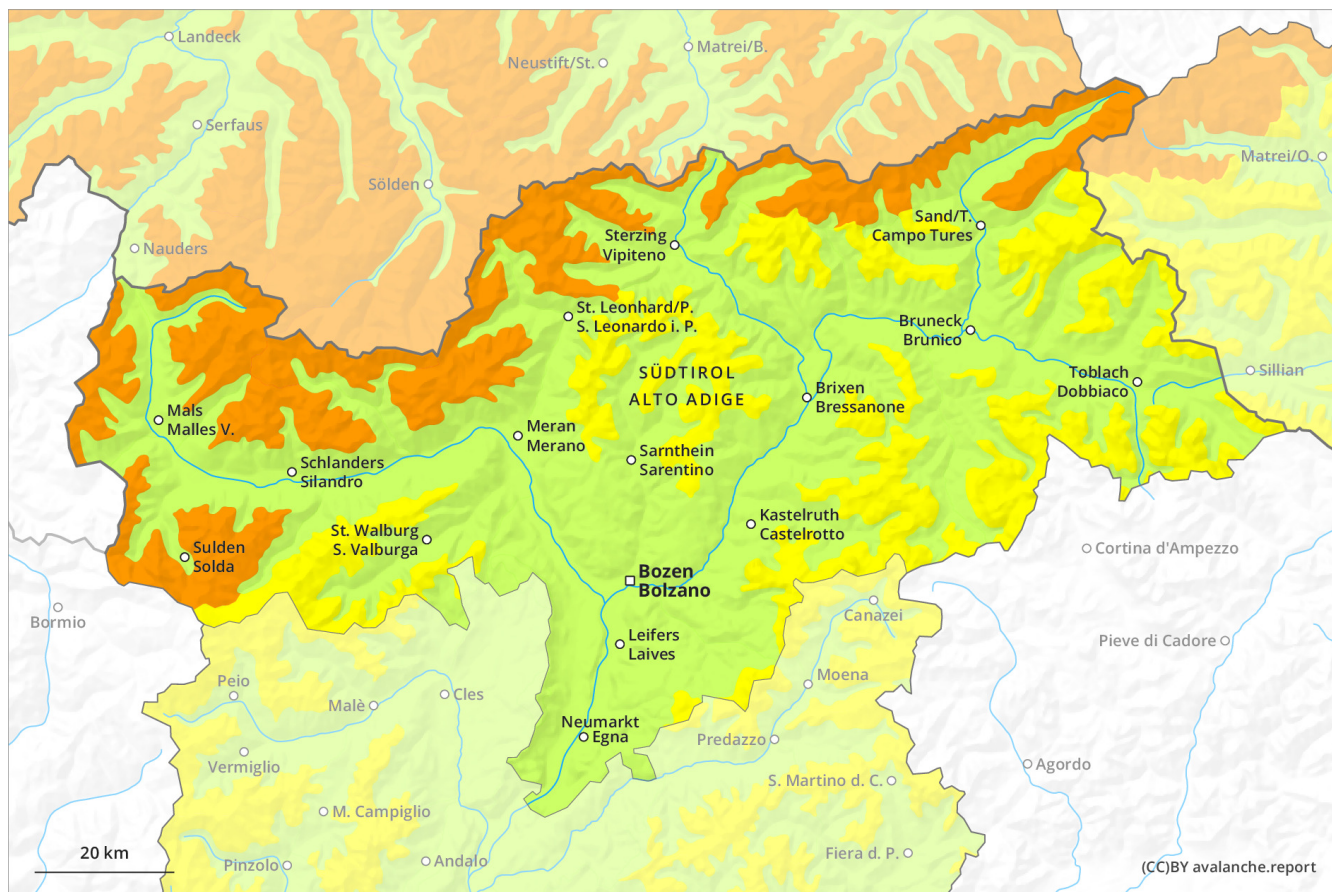 Landeck
Matrei/B.
Neustift/St.
Serfaus
Matrei/O.
Sölden
Nauders
Sand/T.
Campo Tures
Sterzing
Vipiteno
St. Leonhard/P.
S. Leonardo i. P.
Bruneck
Brunico
SÜDTIROL
ALTO ADIGE
Toblach
Dobbiaco
Sillian
Brixen
Bressanone
Mals
Malles V.
Meran
Merano
Sarnthein
Sarentino
Schlanders
Silandro
Kastelruth
Castelrotto
St. Walburg
S. Valburga
Sulden
Solda
Cortina d'Ampezzo
Bozen
Bolzano
Bormio
Canazei
Leifers
Laives
Pieve di Cadore
Peio
Moena
Malè
Cles
Neumarkt
Egna
Predazzo
Vermiglio
Agordo
S. Martino d. C.
M. Campiglio
20 km
Pinzolo
Andalo
Fiera d. P.
(CC)BY avalanche.report